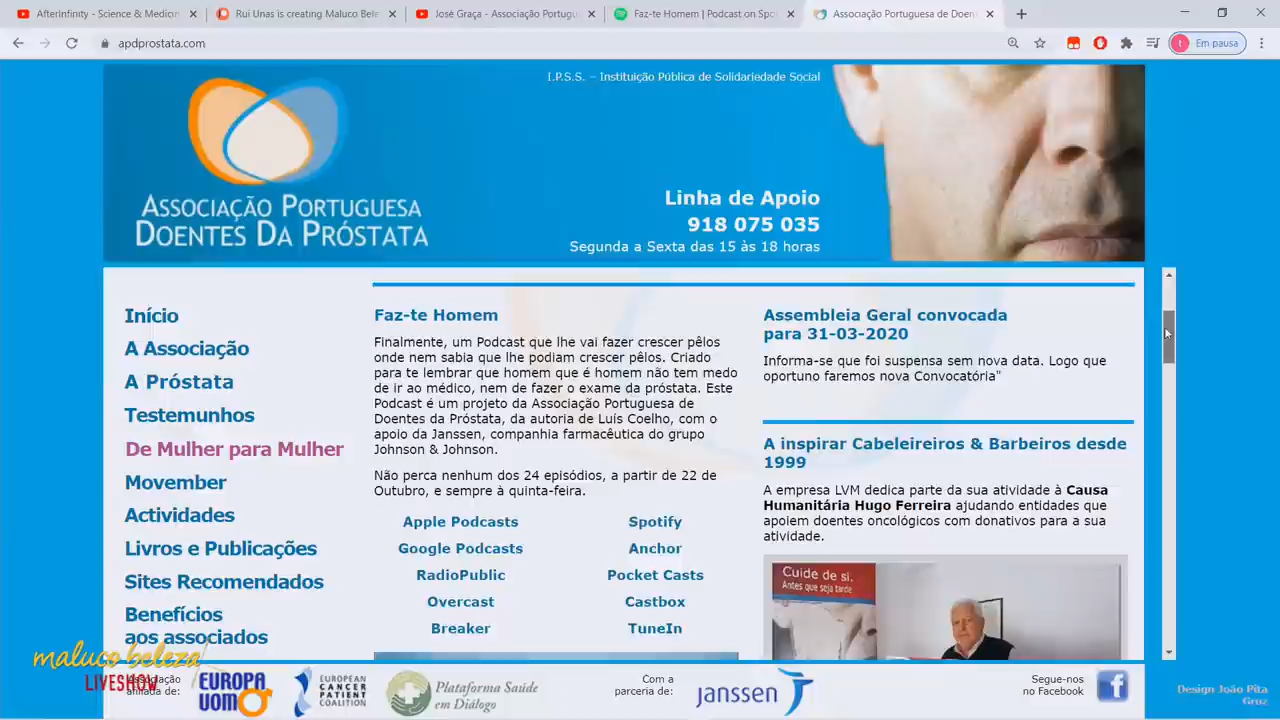 Afterinfinity - Science & Medicin
Rui Unas is creating Maluco Bele
José Graça - Associação Portugu
Faz-te Homem | Podcast on Spo
Associação Portuguesa de Doen
apdprostata.com
t
Em pausa
I.P.S.S. – Instituição Pública de Solidariedade Social
ASSOCIAÇÃO PORTUGUESA
DOENTES DA PRÓSTATA
Linha de Apoio
918 075 035
Segunda a Sexta das 15 às 18 horas
Início
A Associação
A Próstata
Testemunhos
De Mulher para Mulher
Movember
Actividades
Livros e Publicações
Sites Recomendados
Benefícios
aos associados
Faz-te Homem
Finalmente, um Podcast que lhe vai fazer crescer pêlos
onde nem sabia que lhe podiam crescer pêlos. Criado
para te lembrar que homem que é homem não tem medo
de ir ao médico, nem de fazer o exame da próstata. Este
Podcast é um projeto da Associação Portuguesa de
Doentes da Próstata, da autoria de Luís Coelho, com o
apoio da Janssen, companhia farmacêutica do grupo
Johnson & Johnson.
Não perca nenhum dos 24 episódios, a partir de 22 de
Outubro, e sempre à quinta-feira.
Apple Podcasts
Spotify
Google Podcasts
Anchor
RadioPublic
Pocket Casts
Overcast
Castbox
Breaker
TuneIn
Assembleia Geral convocada
para 31-03-2020
Informa-se que foi suspensa sem nova data. Logo que
oportuno faremos nova Convocatória"
A inspirar Cabeleireiros & Barbeiros desde
1999
A empresa LVM dedica parte da sua atividade à Causa
Humanitária Hugo Ferreira ajudando entidades que
apoiem doentes oncológicos com donativos para a sua
atividade.
Cuide de si.
Antes que seja tarde
maluco beleza
LIVESHOW
Associação
afiliada de:
EUROPA
UOMO
EUROPEAN
CANCER
PATIENT
COALITION
Plataforma Saúde
em Diálogo
Com a
parceria de:
janssen
Segue-nos
no Facebook
f
Design João Pita
Gruz